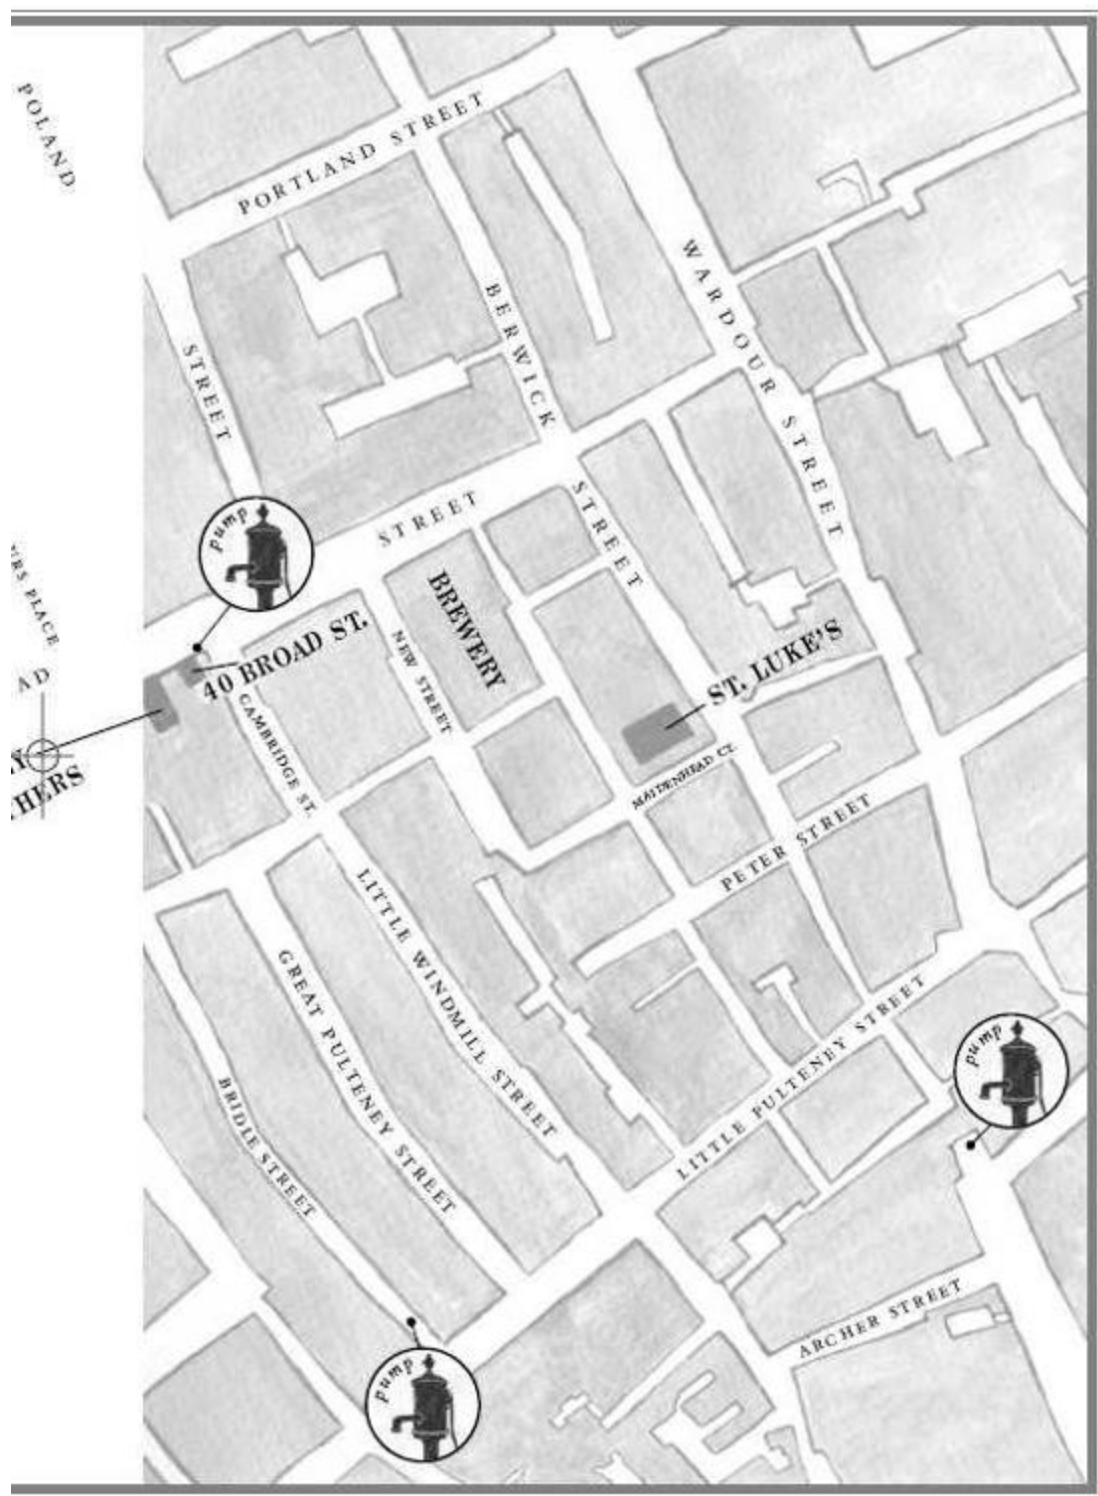 POLAND
PORTLAND STREET
WARDOUR STREET
BERWICK
STREET
STREET
STREET
pump
PLACE
BREWERY
40 BROAD ST.
NEW STREET
ST. LUKE'S
CAMBRIDGE ST.
MAIDENHEAD CT.
THERS
PETER STREET
LITTLE WINDMILL STREET
GREAT PULTENEY STREET
LITTLE PULTENEY STREET
pump
BRIDLE STREET
ARCHER STREET
pump